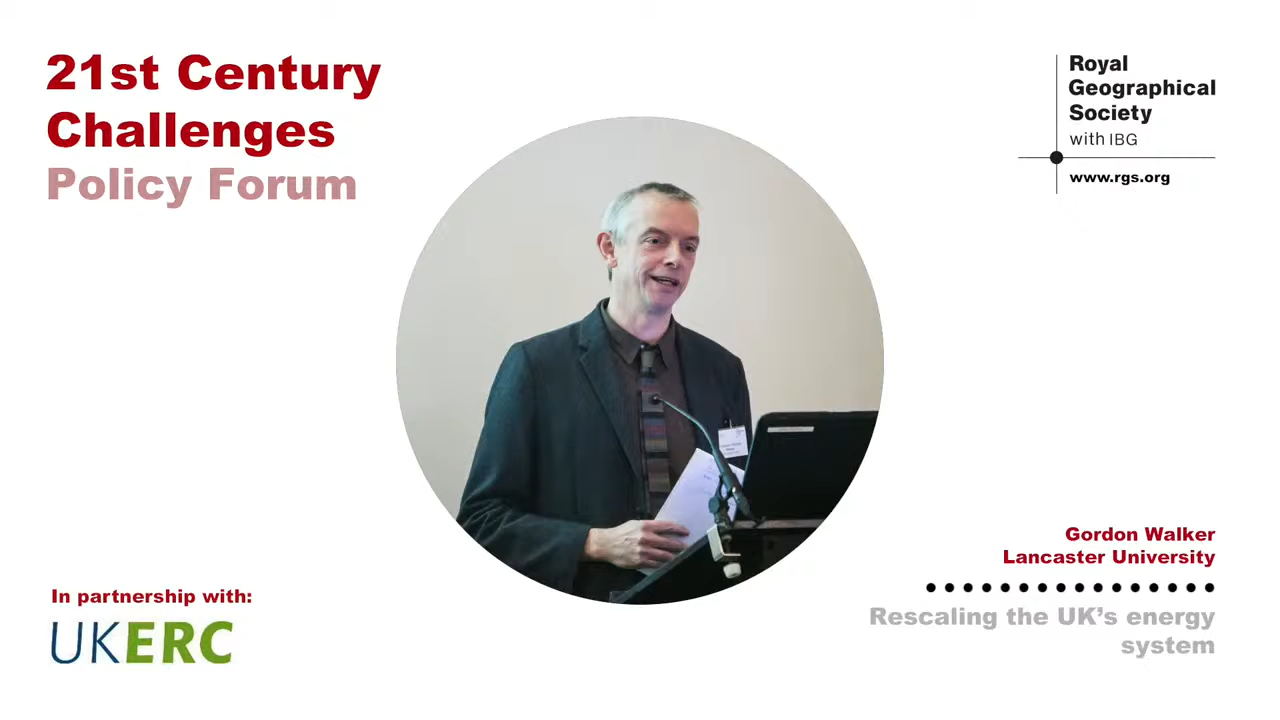 21st Century
Challenges
Policy Forum
Royal
Geographical
Society
with IBG
www.rgs.org
Gordon Walker
Lancaster University
Rescaling the UK’s energy
system
In partnership with:
UKERC